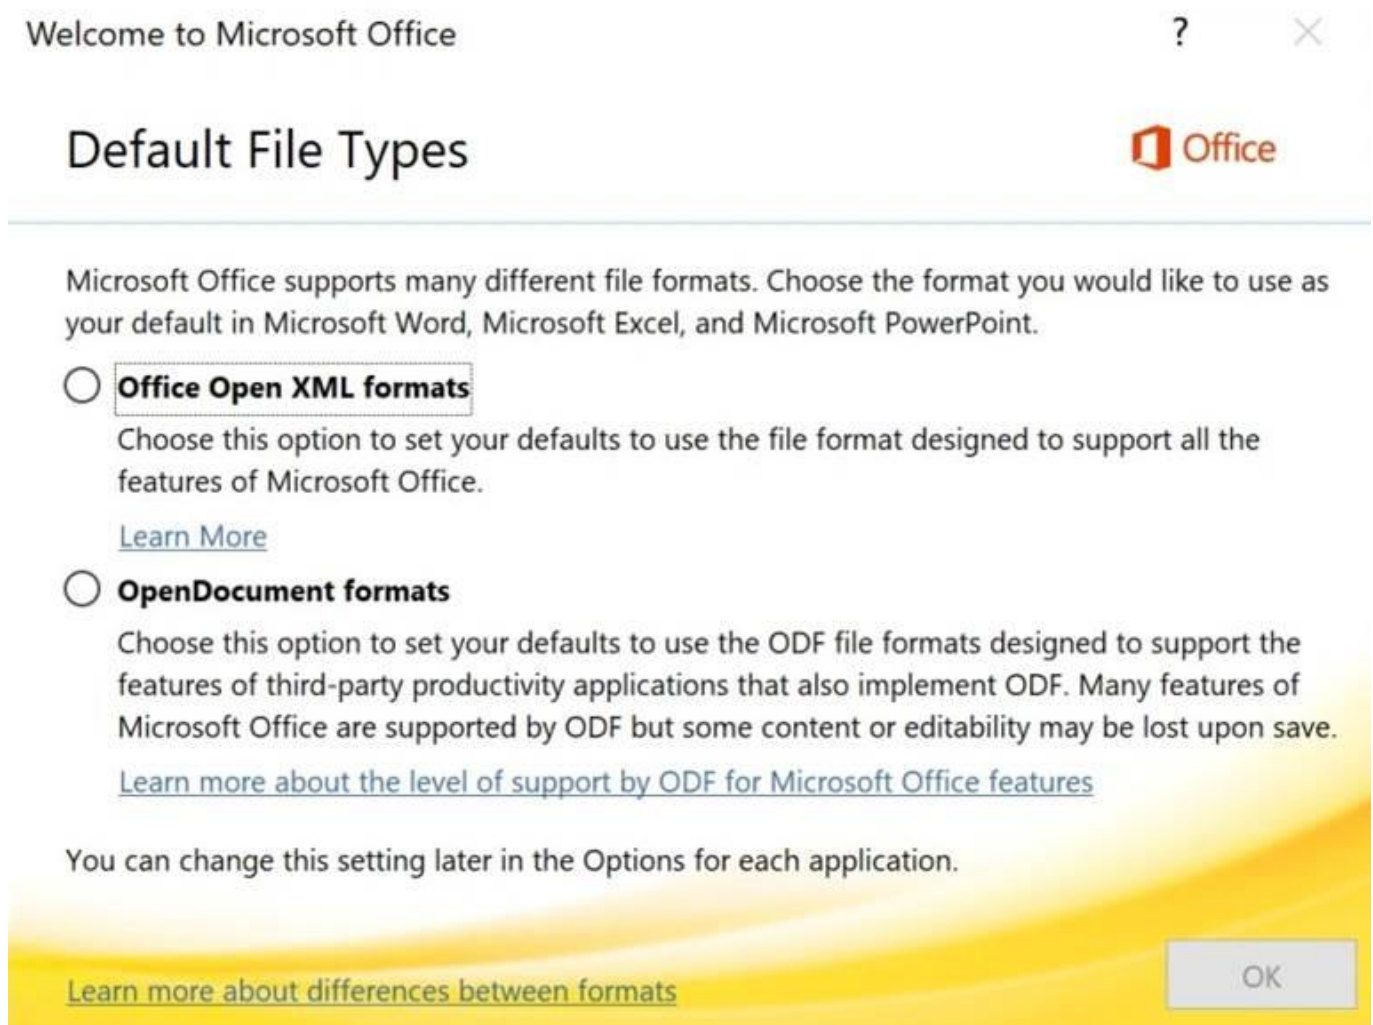 Welcome to Microsoft Office
?
Default File Types
Office
Microsoft Office supports many different file formats. Choose the format you would like to use as
your default in Microsoft Word, Microsoft Excel, and Microsoft PowerPoint.
Office Open XML formats
Choose this option to set your defaults to use the file format designed to support all the
features of Microsoft Office.
Learn More
OpenDocument formats
Choose this option to set your defaults to use the ODF file formats designed to support the
features of third-party productivity applications that also implement ODF. Many features of
Microsoft Office are supported by ODF but some content or editability may be lost upon save.
Learn more about the level of support by ODF for Microsoft Office features
You can change this setting later in the Options for each application.
Learn more about differences between formats
OK